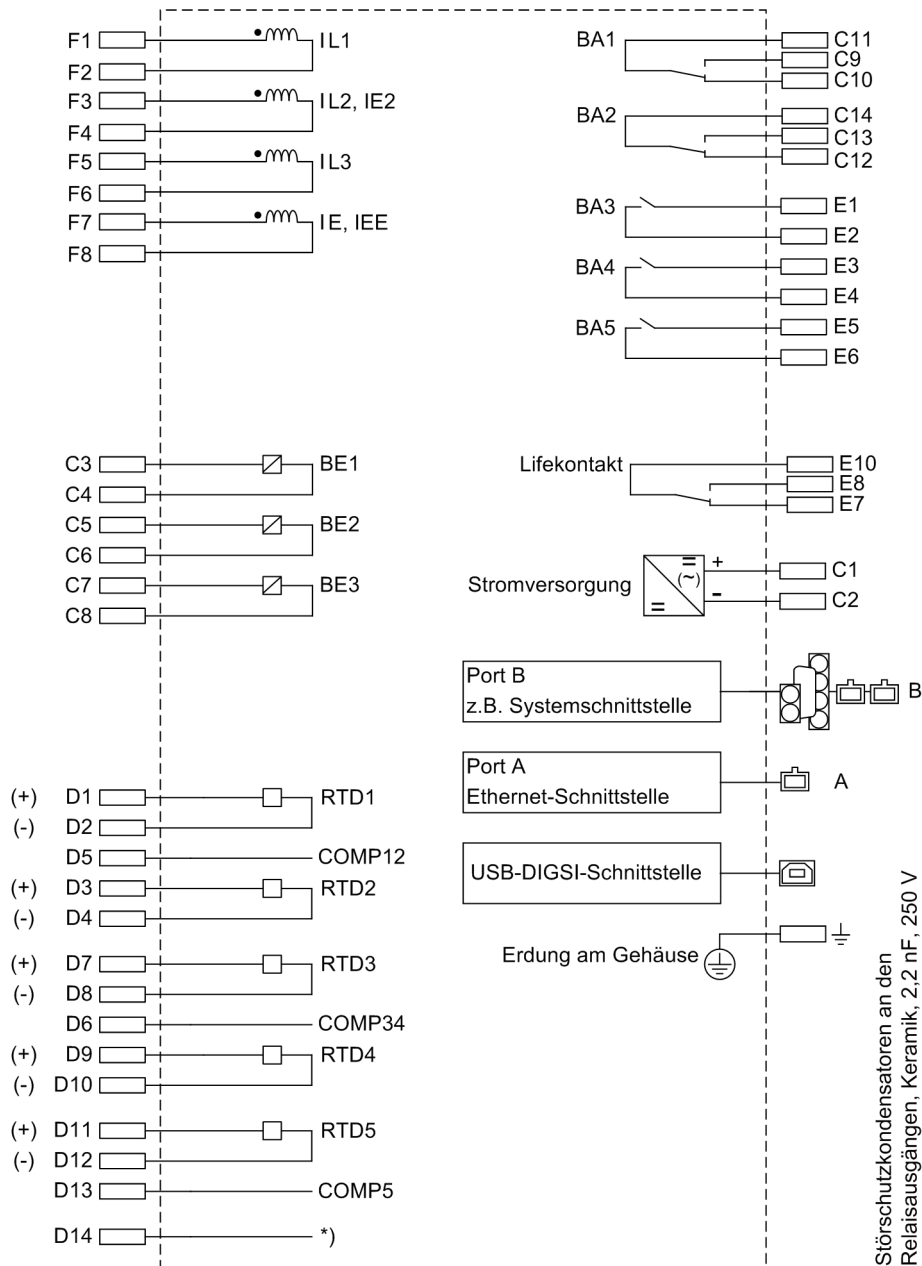 F1
IL1
F2
F3
IL2, IE2
F4
F5
IL3
F6
F7
IE, IEE
F8
C3
BE1
C4
C5
BE2
C6
C7
BE3
C8
(+) D1
RTD1
(-) D2
D5
COMP12
(+) D3
RTD2
(-) D4
(+) D7
RTD3
(-) D8
D6
COMP34
(+) D9
RTD4
(-) D10
(+) D11
RTD5
(-) D12
D13
COMP5
D14
*)
BA1
C11
C9
C10
BA2
C14
C13
C12
BA3
E1
E2
BA4
E3
E4
BA5
E5
E6
Lifekontakt
E10
E8
E7
Stromversorgung
=
(~)
=
+
-
C1
C2
Port B
z.B. Systemschnittstelle
B
Port A
Ethernet-Schnittstelle
A
USB-DIGSI-Schnittstelle
Erdung am Gehäuse
Störschutzkondensatoren an den
Relaisausgängen, Keramik, 2,2 nF, 250 V